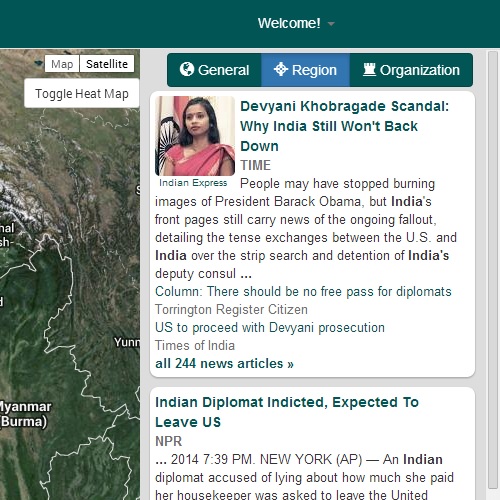 Welcome!
Map Satellite
Toggle Heat Map
General Region Organization
Devyani Khobragade Scandal:
Why India Still Won't Back
Down
TIME
Indian Express
People may have stopped burning
images of President Barack Obama, but India's
front pages still carry news of the ongoing fallout,
detailing the tense exchanges between the U.S. and
India over the strip search and detention of India's
deputy consul ...
Column: There should be no free pass for diplomats
Torrington Register Citizen
US to proceed with Devyani prosecution
Times of India
all 244 news articles »
Indian Diplomat Indicted, Expected To
Leave US
NPR
... 2014 7:39 PM. NEW YORK (AP) — An Indian
diplomat accused of lying about how much she paid
her housekeeper was asked to leave the United
Myanmar
(Burma)